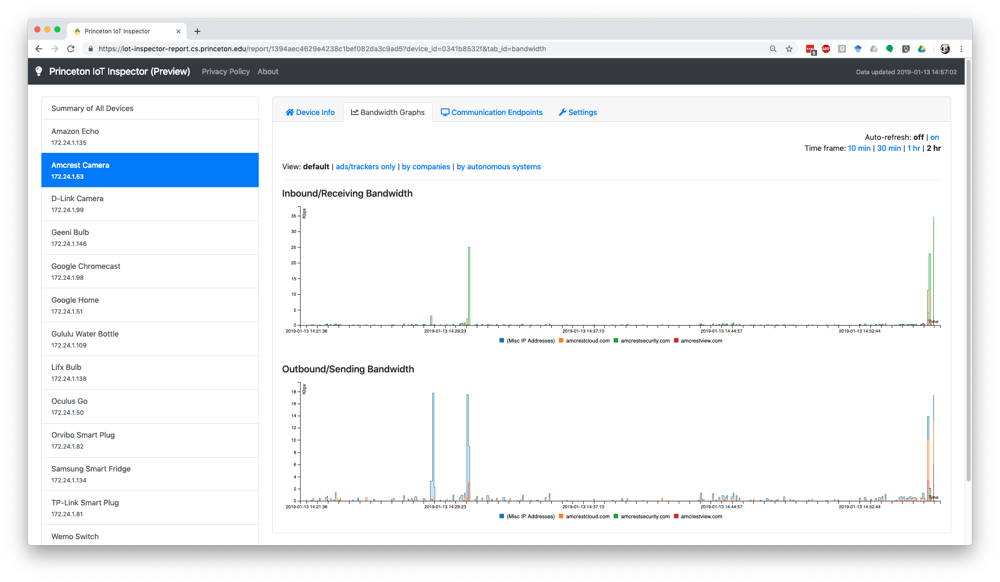 Princeton IoT Inspector
https://iot-inspector-report.cs.princeton.edu/report/1394aec4629e4238c1bef082da3c9ad5?device_id=0341b8532f&tab_id=bandwidth
6
ABP
G
Princeton IoT Inspector (Preview) Privacy Policy About
Data updated 2019-01-13 14:57:02
Summary of All Devices
Amazon Echo
172.24.1.135
Amcrest Camera
172.24.1.53
D-Link Camera
172.24.1.99
Geeni Bulb
172.24.1.146
Google Chromecast
172.24.1.98
Google Home
172.24.1.51
Gululu Water Bottle
172.24.1.109
Lifx Bulb
172.24.1.138
Oculus Go
172.24.1.50
Orvibo Smart Plug
172.24.1.82
Samsung Smart Fridge
172.24.1.134
TP-Link Smart Plug
172.24.1.81
Wemo Switch
Device Info Bandwidth Graphs Communication Endpoints Settings
Auto-refresh: off | on
Time frame: 10 min | 30 min | 1 hr | 2 hr
View: default | ads/trackers only | by companies | by autonomous systems
Inbound/Receiving Bandwidth
Kbps
35
30
25
20
15
10
5
0
Time
2019-01-13 14:21:36 2019-01-13 14:29:23 2019-01-13 14:37:10 2019-01-13 14:44:57 2019-01-13 14:52:44
(Misc IP Addresses) amcrestcloud.com amcrestsecurity.com amcrestview.com
Outbound/Sending Bandwidth
Kbps
18
16
14
12
10
8
6
4
2
0
Time
2019-01-13 14:21:36 2019-01-13 14:29:23 2019-01-13 14:37:10 2019-01-13 14:44:57 2019-01-13 14:52:44
(Misc IP Addresses) amcrestcloud.com amcrestsecurity.com amcrestview.com